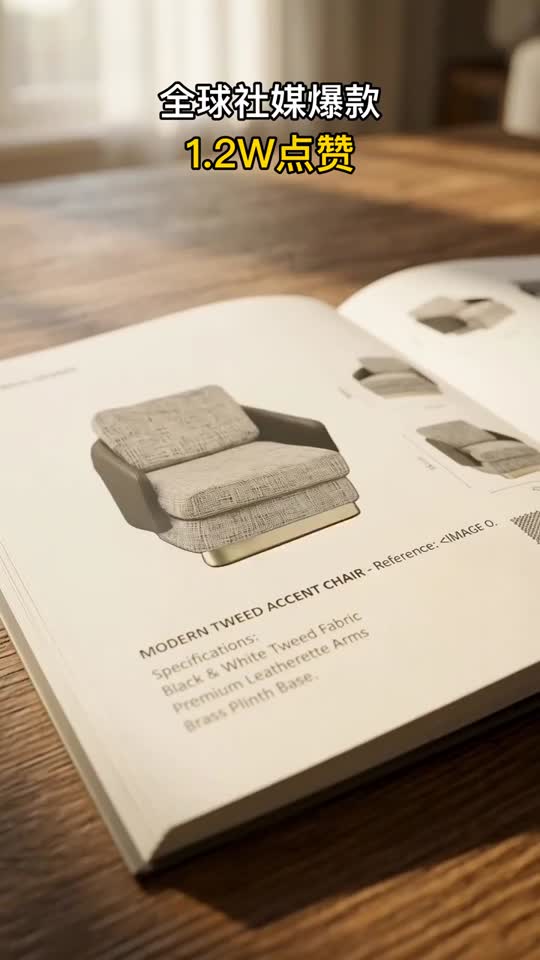 全球社媒爆款
1.2W点赞
MODERN TWEED ACCENT CHAIR - Reference: <IMAGE O.
Specifications:
Black & White Tweed Fabric
Premium Leatherette Arms
Brass Plinth Base.